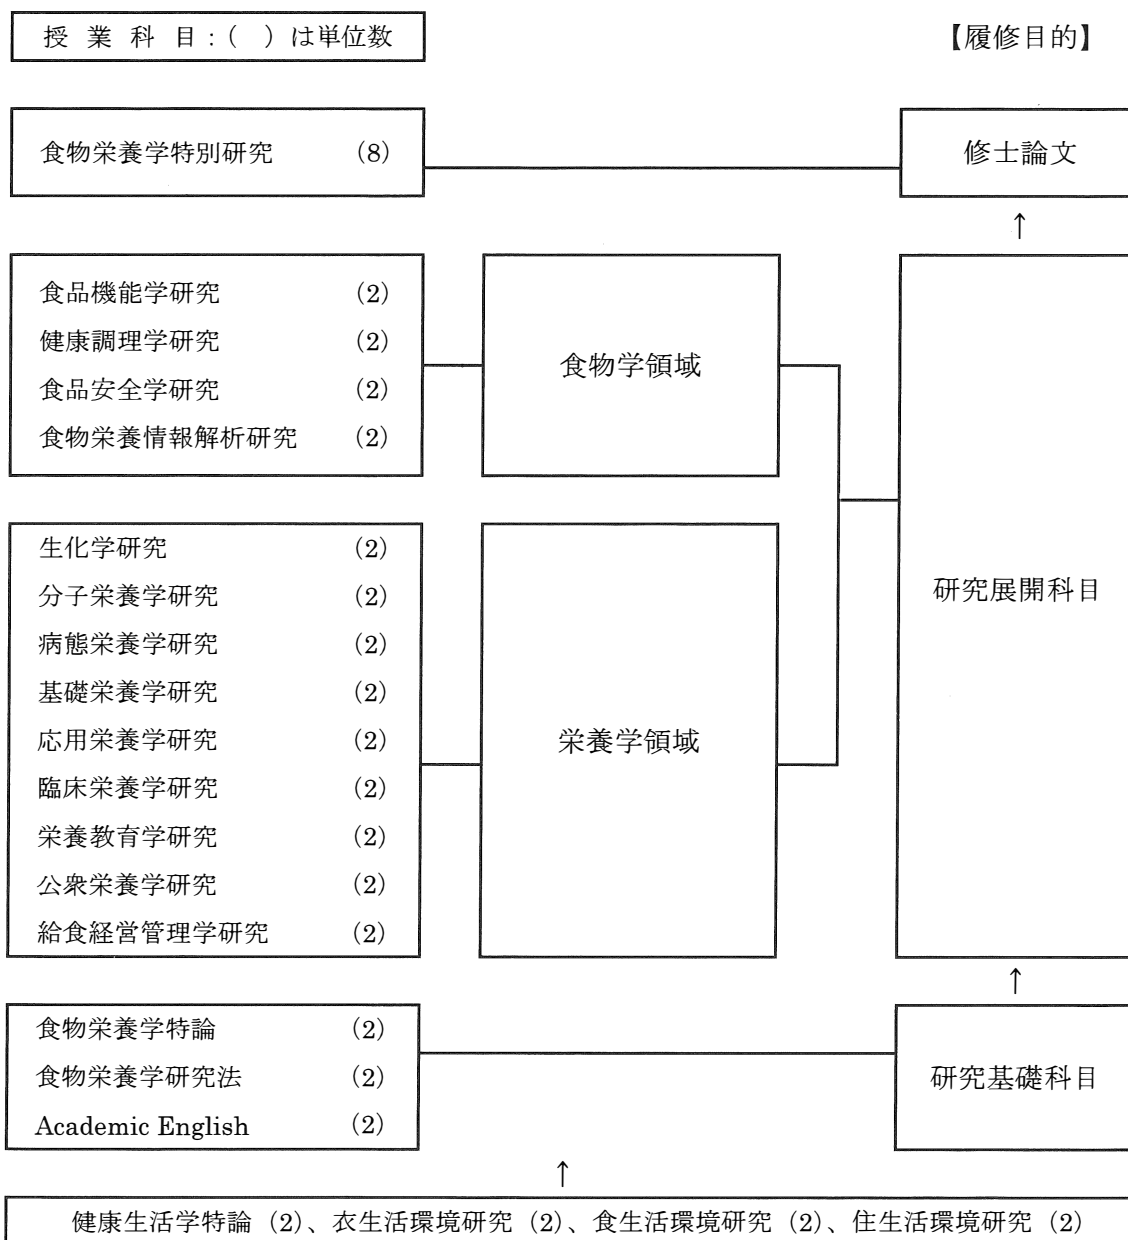 授 業 科 目：（ ）は単位数
【履修目的】
食物栄養学特別研究 (8)
修士論文
↑
食品機能学研究 (2)
健康調理学研究 (2)
食品安全学研究 (2)
食物栄養情報解析研究 (2)
食物学領域
生化学研究 (2)
分子栄養学研究 (2)
病態栄養学研究 (2)
基礎栄養学研究 (2)
応用栄養学研究 (2)
臨床栄養学研究 (2)
栄養教育学研究 (2)
公衆栄養学研究 (2)
給食経営管理学研究 (2)
栄養学領域
研究展開科目
↑
食物栄養学特論 (2)
食物栄養学研究法 (2)
Academic English (2)
研究基礎科目
↑
健康生活学特論 (2)、衣生活環境研究 (2)、食生活環境研究 (2)、住生活環境研究 (2)